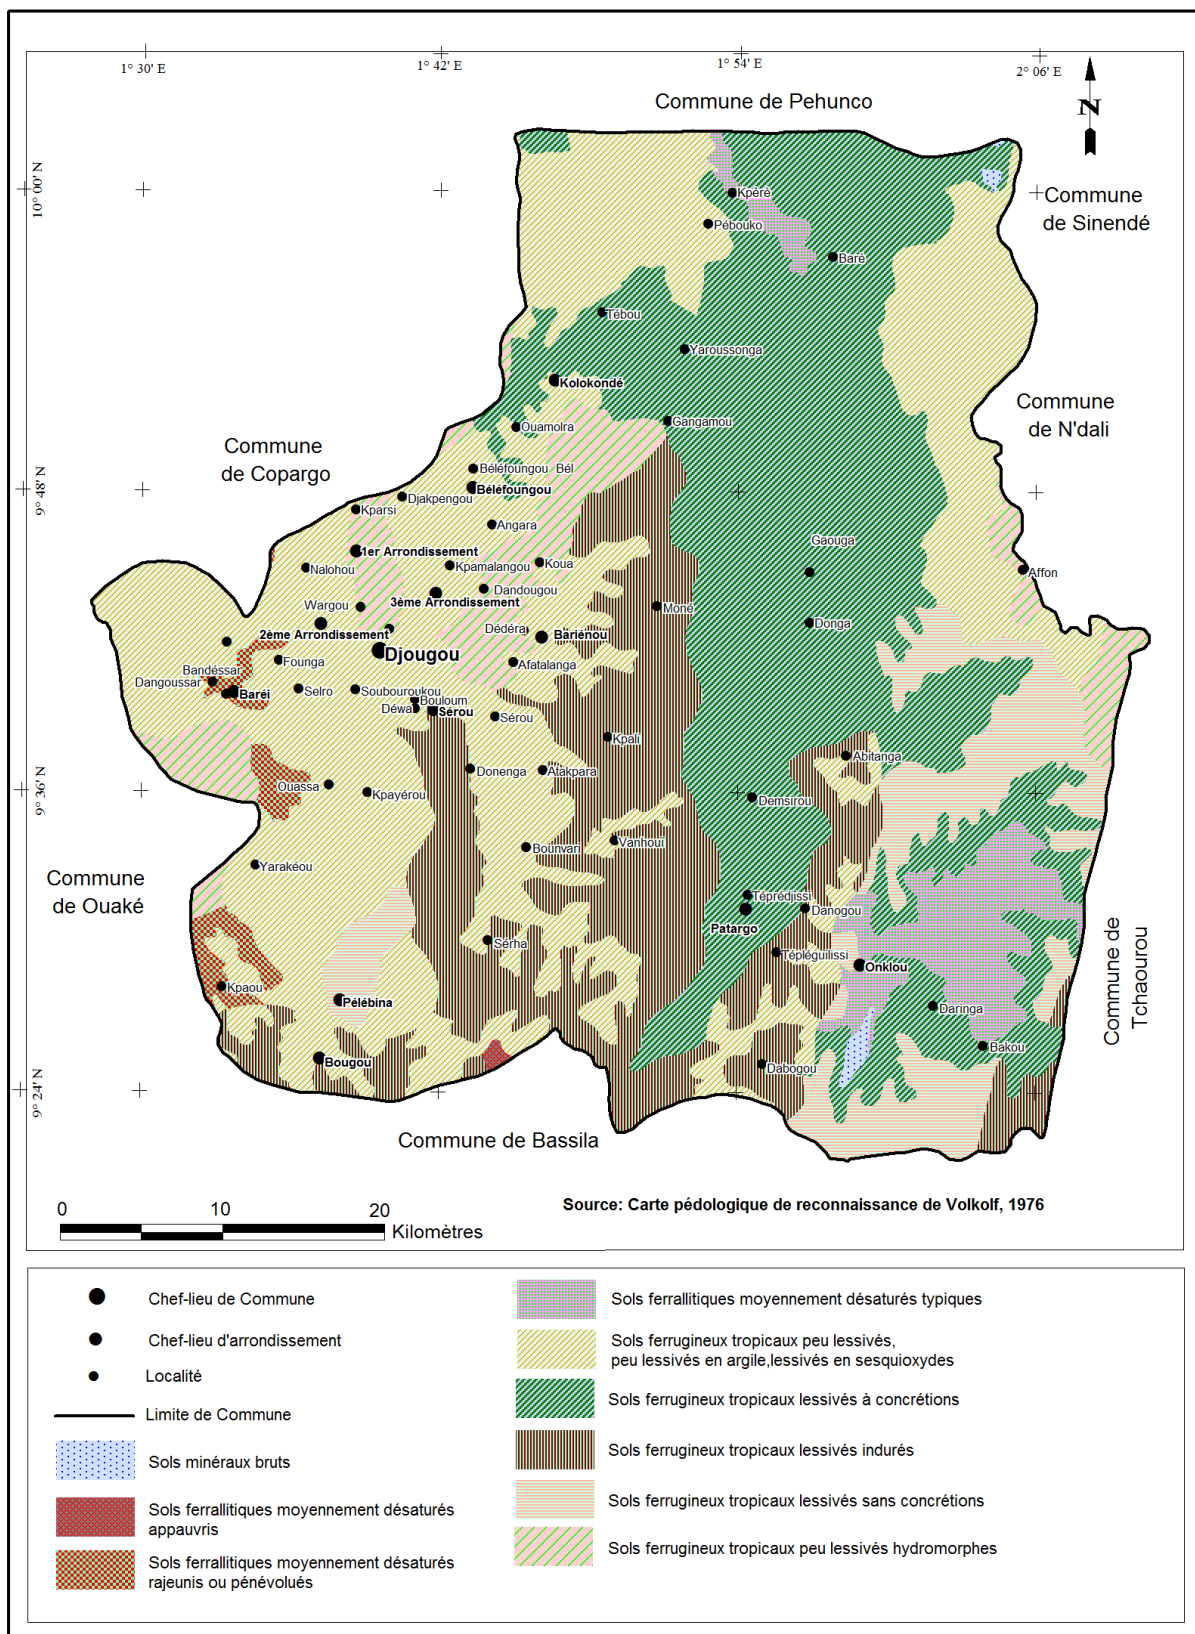 1° 30' E
1° 42' E
1° 54' E
2° 06' E
Commune de Pehunco
N
10° 00' N
Commune
de Sinendé
Kpèrè
Pébouko
Barè
Tébou
Yaroussonga
Kolokondé
Commune
de N'dali
Gangamou
Ouamolra
Commune
de Copargo
Béléfoungou Bél
9° 48' N
Béléfoungou
Djakpengou
Kparsi
Angara
1er Arrondissement
Gaouga
Nalohou
Kpamalangou
Koua
Affon
Dandougou
Wargou
3ème Arrondissement
Moné
Donga
2ème Arrondissement
Dédéra
Bariénou
Djougou
Founga
Afatalanga
Bandéssar
Dangoussar
Baréi
Selro
Soubouroukou
Bouloum
Déwa
Sérou
Sérou
Kpali
Abitanga
Donenga
Atakpara
9° 36' N
Ouassa
Kpayérou
Demsirou
Bounvari
Vanhoui
Yarakéou
Commune
de Ouaké
Téprédjissi
Danogou
Patargo
Sérha
Tépléguilissi
Onklou
Commune de
Tchaourou
Kpaou
Pélébina
Daringa
Bakou
Bougou
Dabogou
9° 24' N
Commune de Bassila
0
10
20
Kilomètres
Source: Carte pédologique de reconnaissance de Volkolf, 1976
Chef-lieu de Commune
Chef-lieu d'arrondissement
Localité
Limite de Commune
Sols minéraux bruts
Sols ferrallitiques moyennement désaturés
appauvris
Sols ferrallitiques moyennement désaturés
rajeunis ou pénévolués
Sols ferrallitiques moyennement désaturés typiques
Sols ferrugineux tropicaux peu lessivés,
peu lessivés en argile,lessivés en sesquioxydes
Sols ferrugineux tropicaux lessivés à concrétions
Sols ferrugineux tropicaux lessivés indurés
Sols ferrugineux tropicaux lessivés sans concrétions
Sols ferrugineux tropicaux peu lessivés hydromorphes